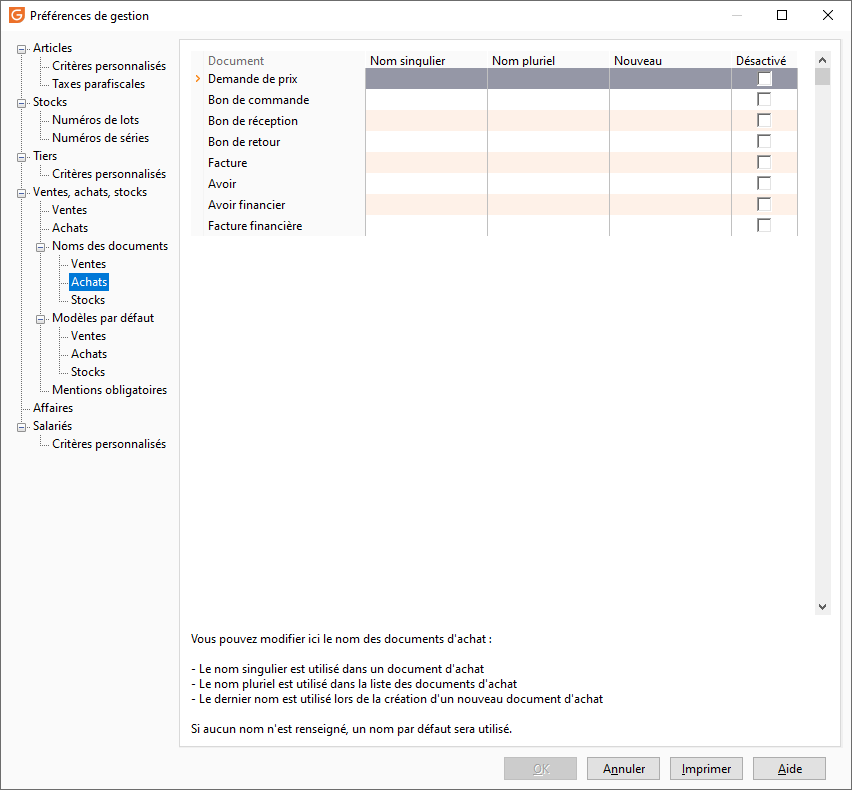 Préférences de gestion
Articles
Critères personnalisés
Taxes parafiscales
Stocks
Numéros de lots
Numéros de séries
Tiers
Critères personnalisés
Ventes, achats, stocks
Ventes
Achats
Noms des documents
Ventes
Achats
Stocks
Modèles par défaut
Ventes
Achats
Stocks
Mentions obligatoires
Affaires
Salariés
Critères personnalisés
Document Nom singulier Nom pluriel Nouveau Désactivé
Demande de prix
Bon de commande
Bon de réception
Bon de retour
Facture
Avoir
Avoir financier
Facture financière
Vous pouvez modifier ici le nom des documents d'achat :
- Le nom singulier est utilisé dans un document d'achat
- Le nom pluriel est utilisé dans la liste des documents d'achat
- Le dernier nom est utilisé lors de la création d'un nouveau document d'achat
Si aucun nom n'est renseigné, un nom par défaut sera utilisé.
OK Annuler Imprimer Aide